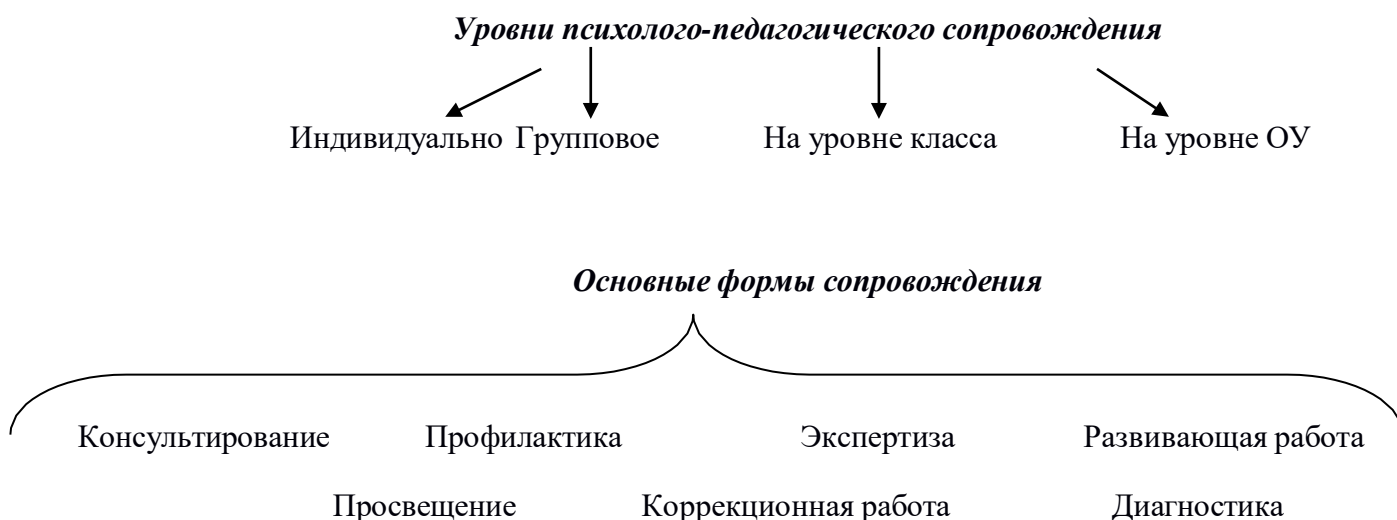 Уровни психолого-педагогического сопровождения
Индивидуально Групповое На уровне класса На уровне ОУ
Основные формы сопровождения
Консультирование Профилактика Экспертиза Развивающая работа
Просвещение Коррекционная работа Диагностика